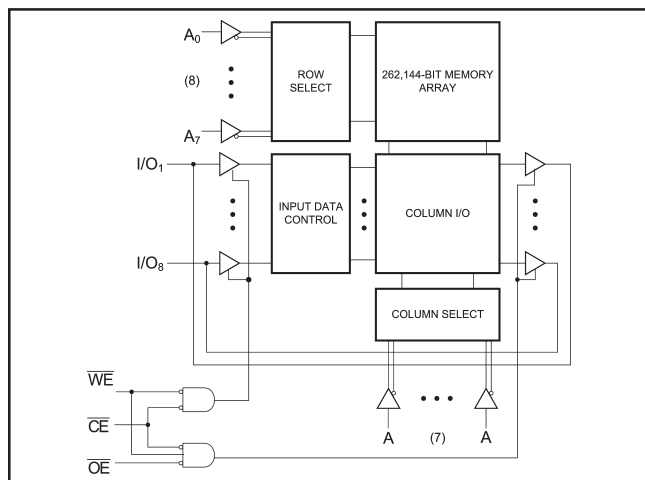 A0
(8)
A7
ROW
SELECT
262,144-BIT MEMORY
ARRAY
I/O1
I/O8
INPUT DATA
CONTROL
COLUMN I/O
COLUMN SELECT
A
(7)
A
WE
CE
OE